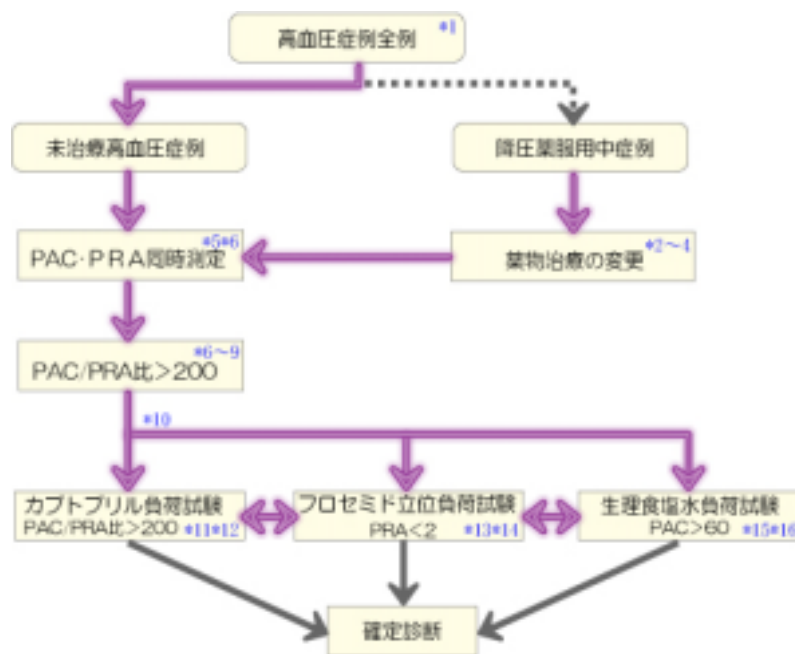 高血圧症例全例 *1
未治療高血圧症例
降圧薬服用中症例
PAC・PRA同時測定 *5*6
薬物治療の変更 *2~4
PAC/PRA比>200 *6~9
*10
カプトプリル負荷試験
PAC/PRA比>200 *11*12
フロセミド立位負荷試験
PRA<2 *13*14
生理食塩水負荷試験
PAC>60 *15*16
確定診断